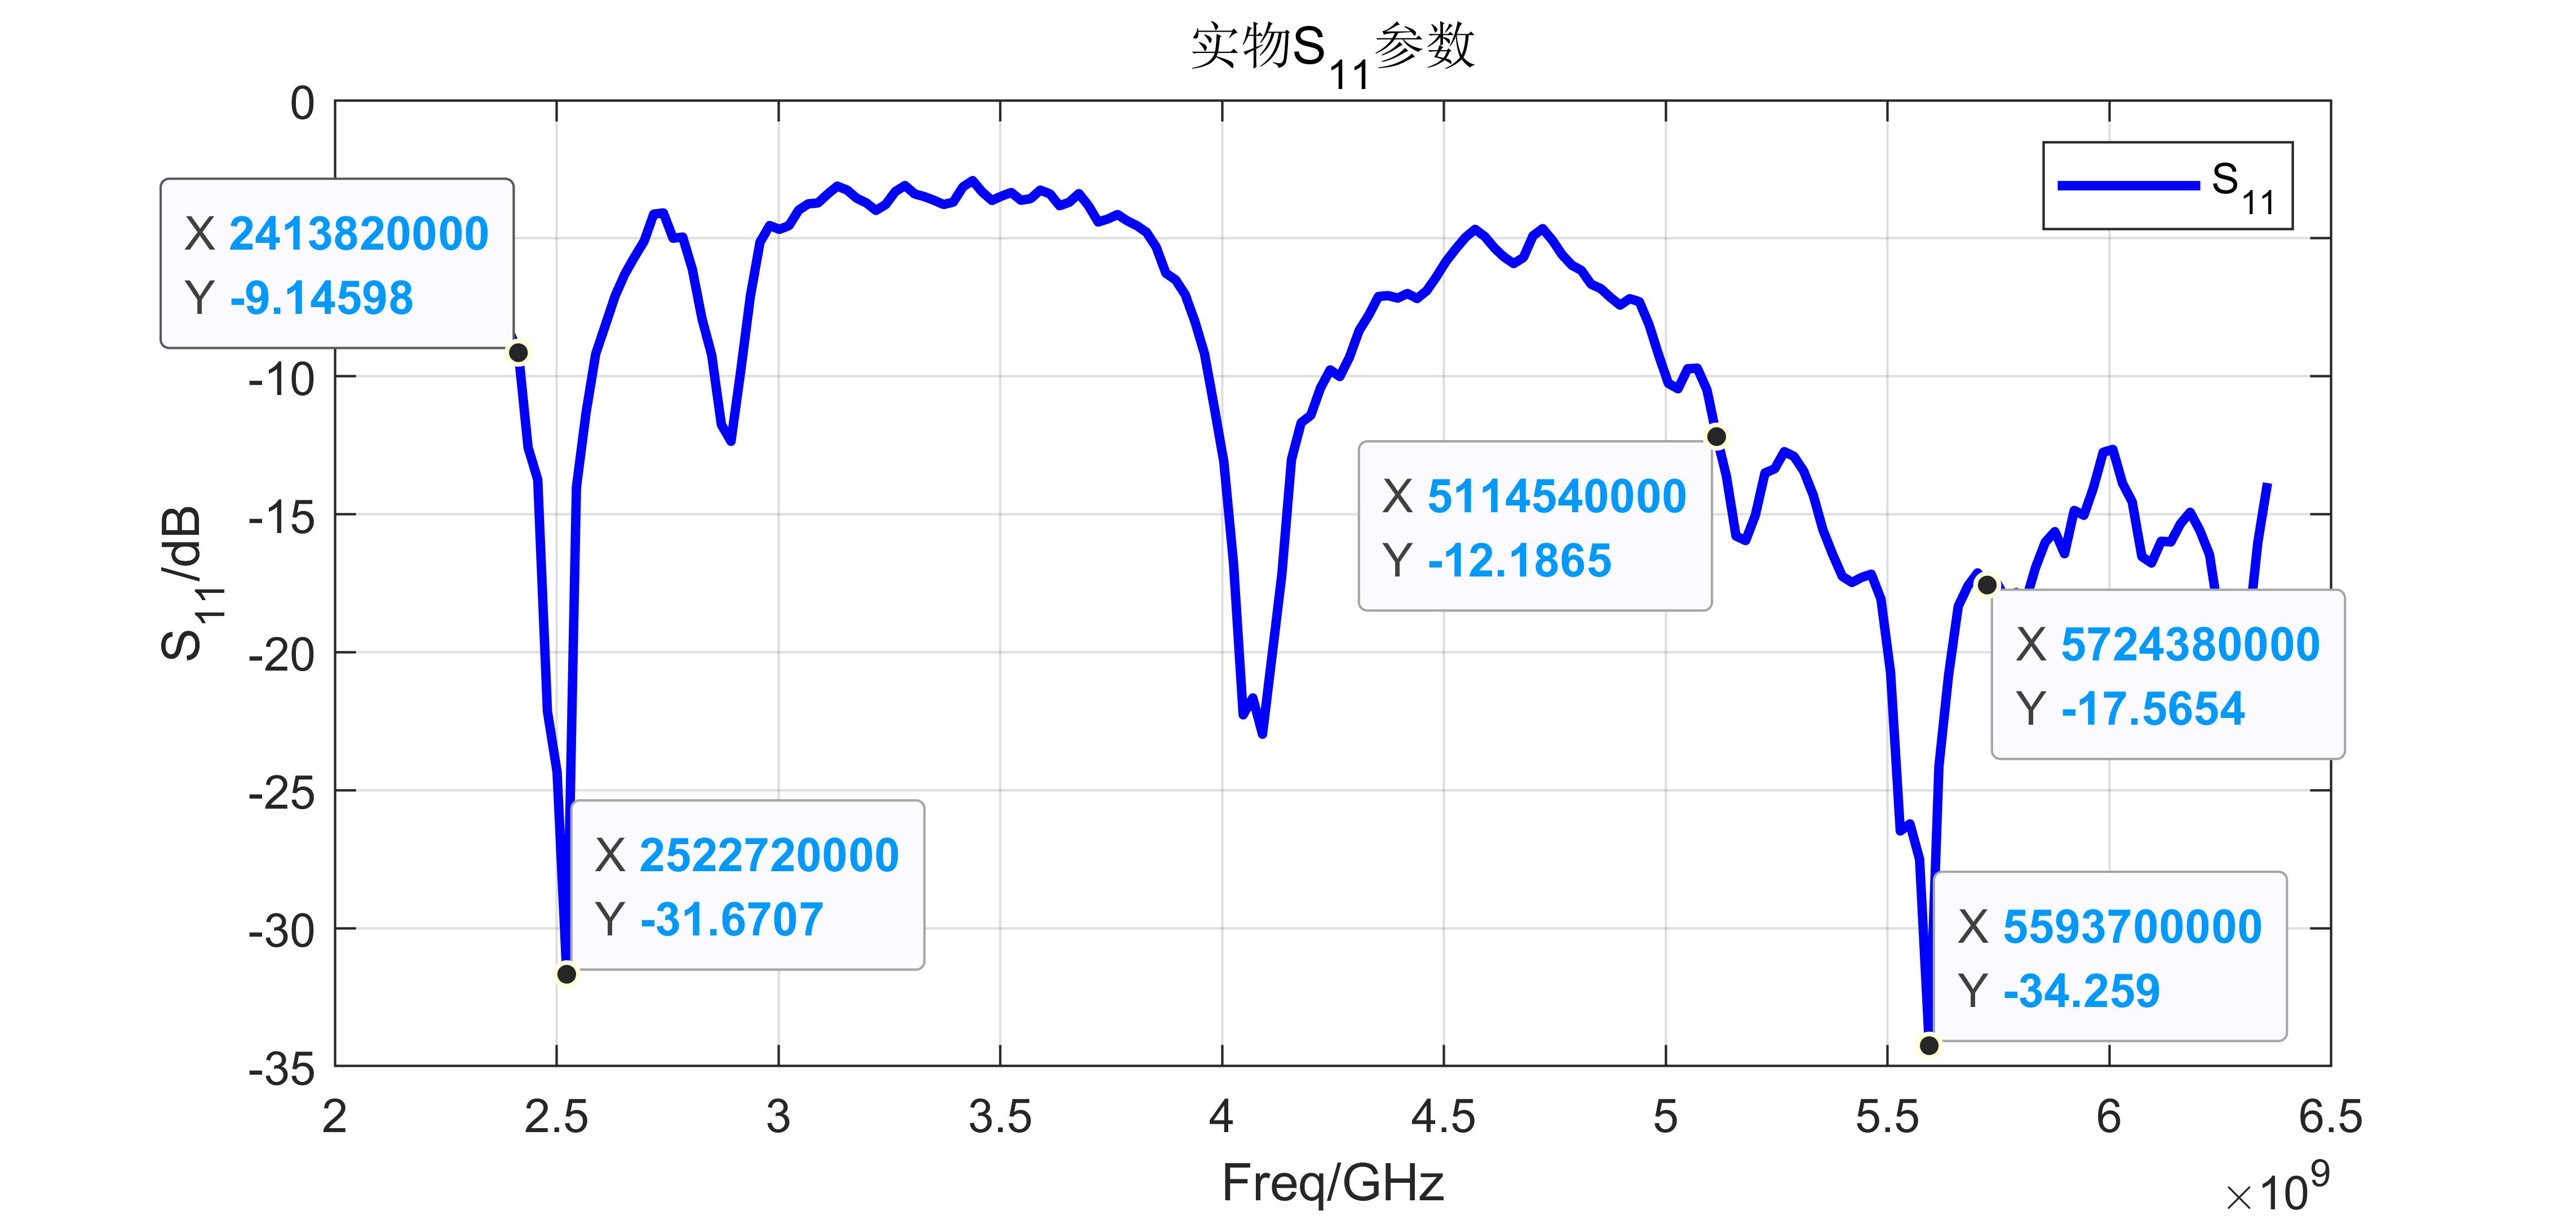 实物S11参数
0
-10
-15
-20
-25
-30
-35
S11/dB
S11
X 2413820000
Y -9.14598
X 5114540000
Y -12.1865
X 5724380000
Y -17.5654
X 2522720000
Y -31.6707
X 5593700000
Y -34.259
2 2.5 3 3.5 4 4.5 5 5.5 6 6.5
Freq/GHz
×10⁹